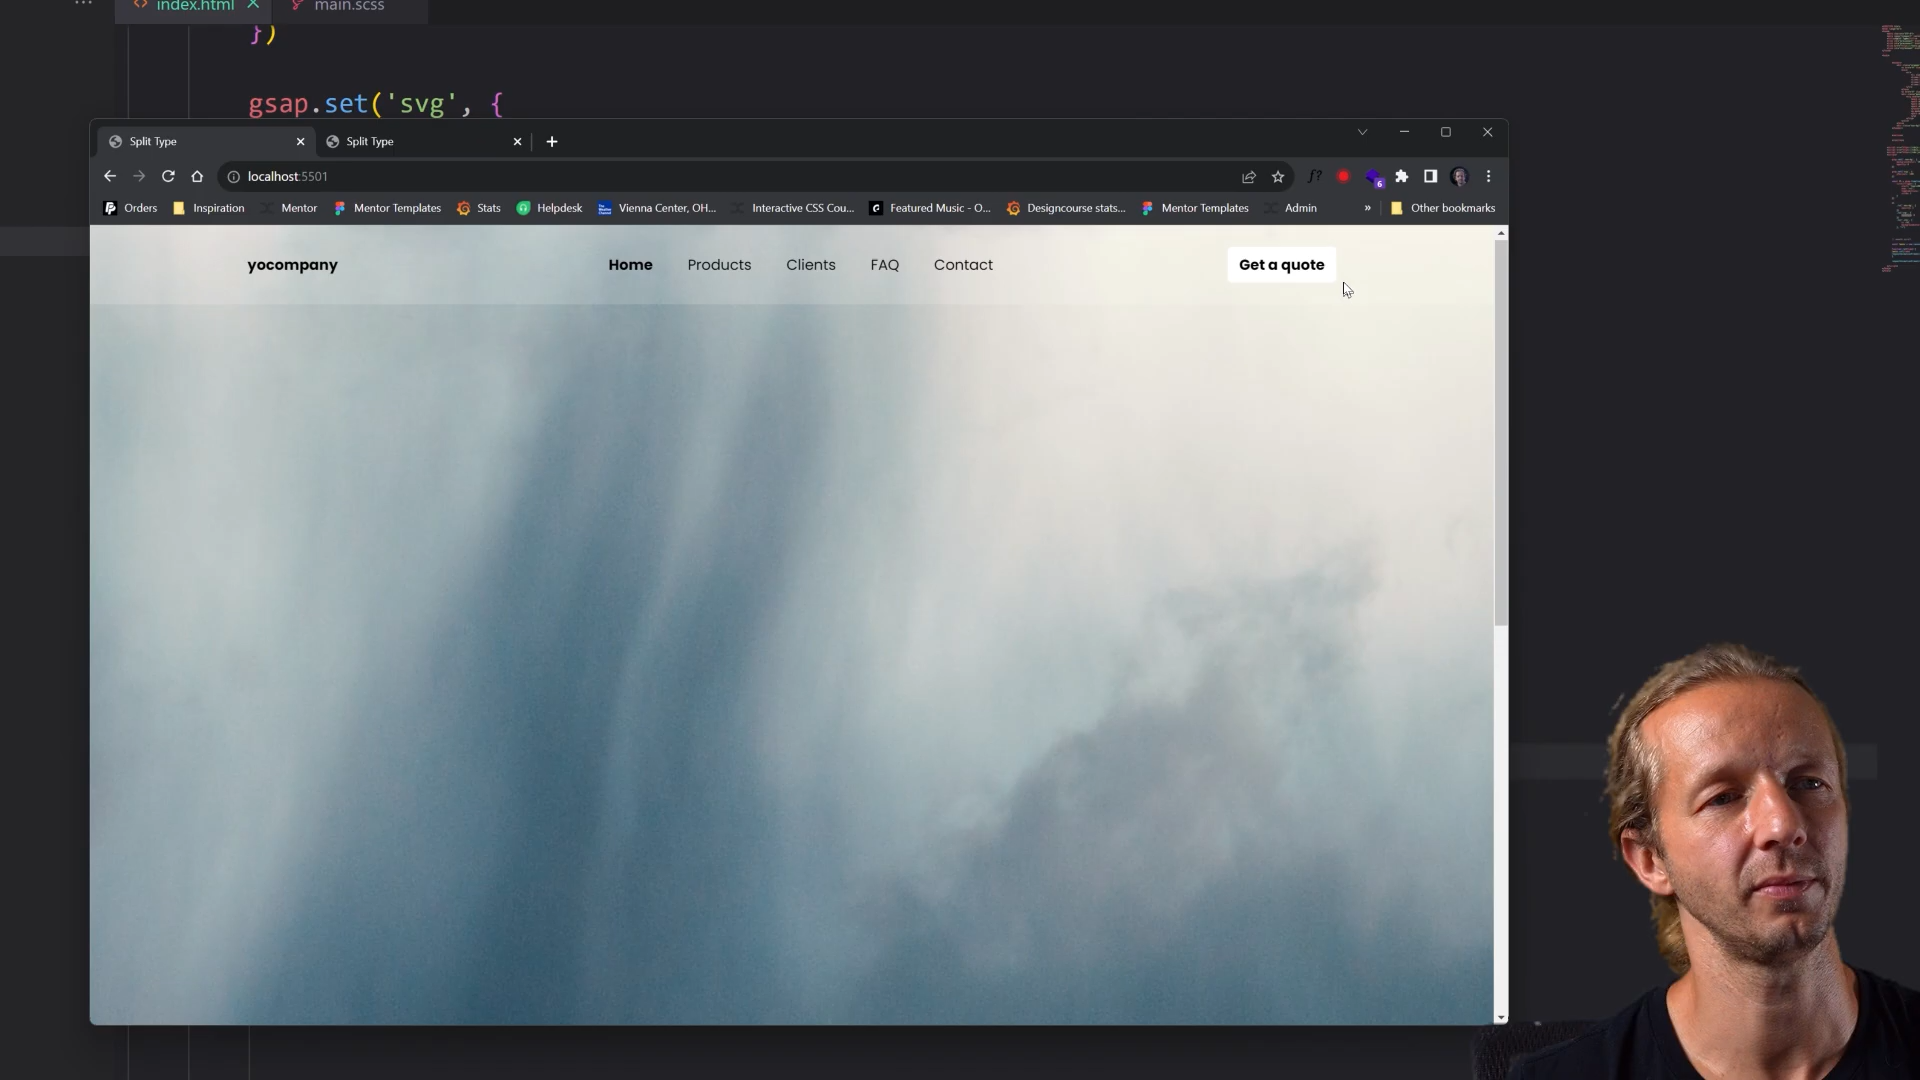 index.html
main.scss
})
gsap.set('svg', {
Split Type
Split Type
localhost:5501
f?
6
Orders
Inspiration
Mentor
Mentor Templates
Stats
Helpdesk
Vienna Center, OH...
Interactive CSS Cou...
Featured Music - O...
Designcourse stats...
Mentor Templates
Admin
»
Other bookmarks
yocompany
Home
Products
Clients
FAQ
Contact
Get a quote